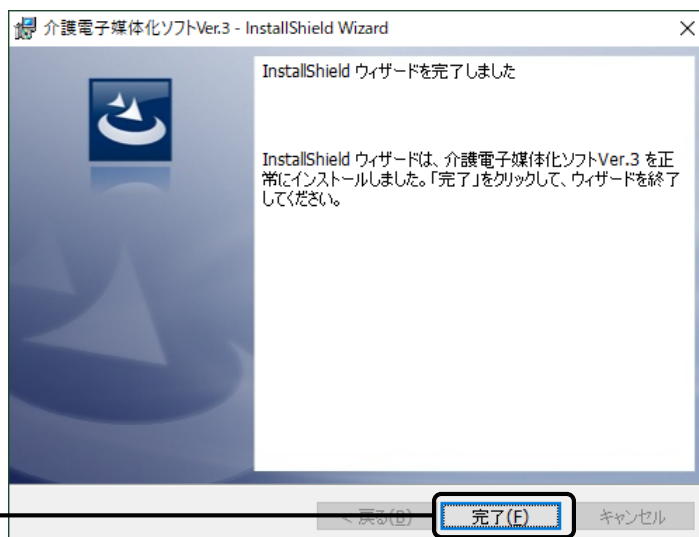 介護電子媒体化ソフトVer.3 - InstallShield Wizard
InstallShield ウィザードを完了しました
InstallShield ウィザードは、介護電子媒体化ソフトVer.3 を正
常にインストールしました。「完了」をクリックして、ウィザードを終了
してください。
< 戻る(B) 完了(F) キャンセル